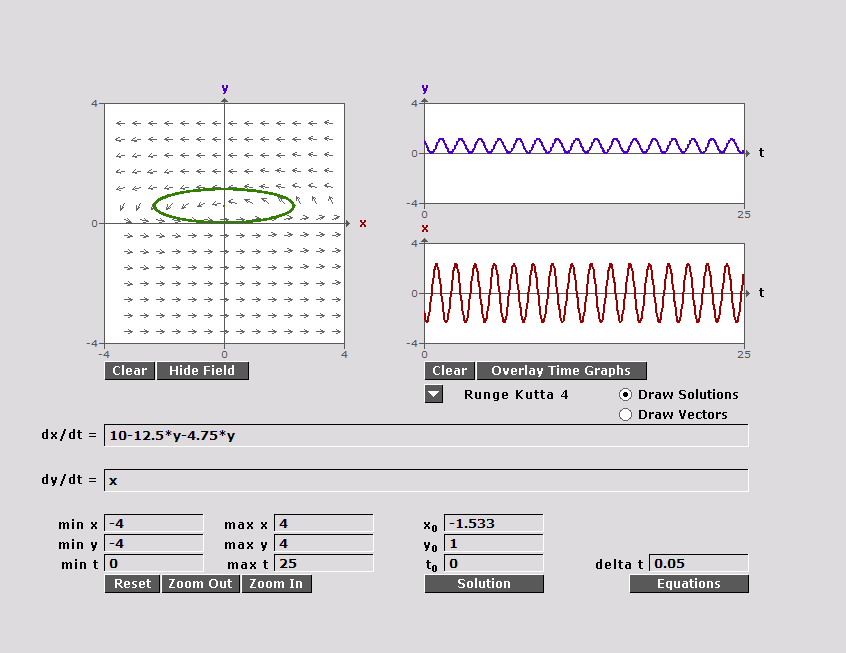 y y
4 4
0 t
-4
0 25
0 x x
4
0 t
-4 -4
-4 0 4 0 25
Clear Hide Field Clear Overlay Time Graphs
Runge Kutta 4 Draw Solutions
Draw Vectors
dx/dt = 10-12.5*y-4.75*y
dy/dt = x
min x -4 max x 4 x0 -1.533
min y -4 max y 4 y0 1
min t 0 max t 25 t0 0 delta t 0.05
Reset Zoom Out Zoom In Solution Equations